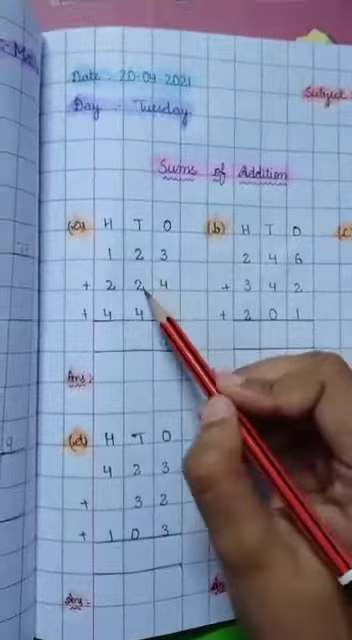 Date : 20-04-2021
Subject
Day : Tuesday
Sums of Addition
(a) H T O
1 2 3
+ 2 2 4
+ 4 4
Ans:
(b) H T O
2 4 6
+ 3 4 2
+ 2 0 1
(c)
(d) H T O
4 2 3
+ 3 2
+ 1 0 3
Ans: